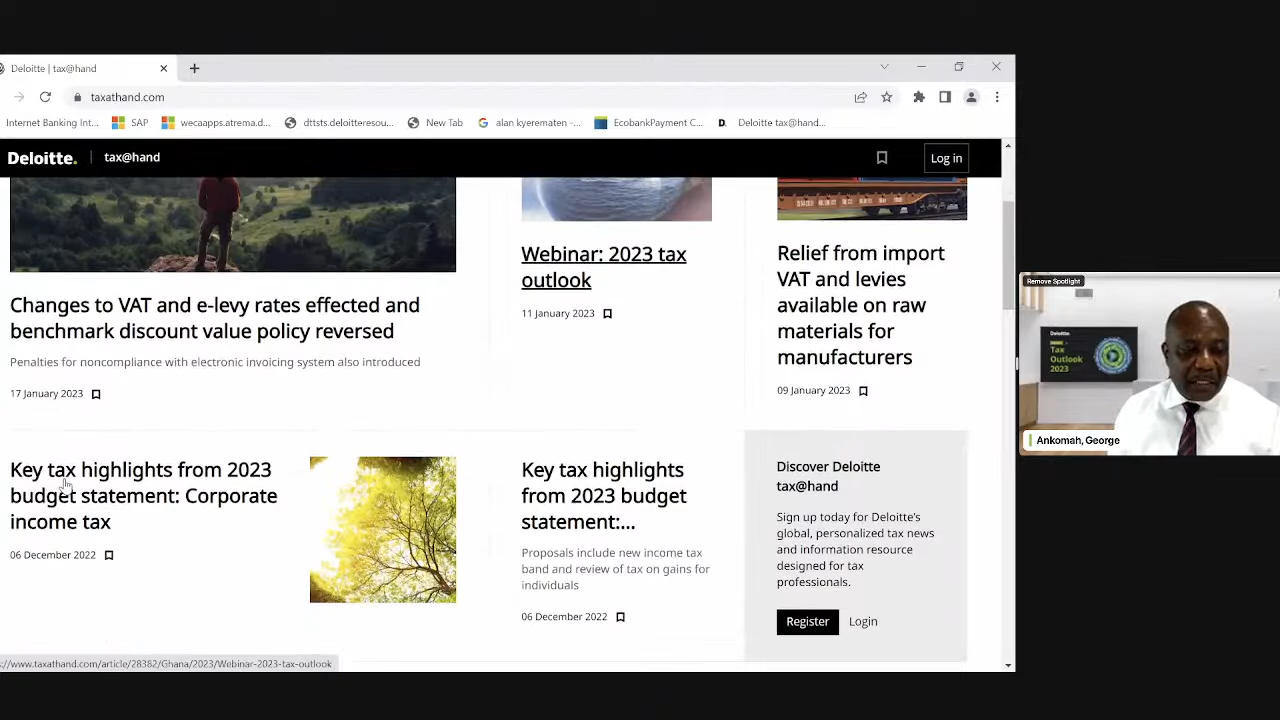 Deloitte | tax@hand
taxathand.com
Internet Banking Int...
SAP
wecaapps.atrema.d...
dttsts.deloitteresou...
New Tab
alan kyerematen -...
EcobankPayment C...
D.
Deloitte tax@hand...
Deloitte.
tax@hand
Log in
Changes to VAT and e-levy rates effected and
benchmark discount value policy reversed
Penalties for noncompliance with electronic invoicing system also introduced
17 January 2023
Webinar: 2023 tax
outlook
11 January 2023
Relief from import
VAT and levies
available on raw
materials for
manufacturers
09 January 2023
Key tax highlights from 2023
budget statement: Corporate
income tax
06 December 2022
Key tax highlights
from 2023 budget
statement:...
Proposals include new income tax
band and review of tax on gains for
individuals
06 December 2022
Discover Deloitte
tax@hand
Sign up today for Deloitte's
global, personalized tax news
and information resource
designed for tax
professionals.
Register
Login
://www.taxathand.com/article/28382/Ghana/2023/Webinar-2023-tax-outlook
Remove Spotlight
Deloitte.
Tax
Outlook
2023
Ankomah, George